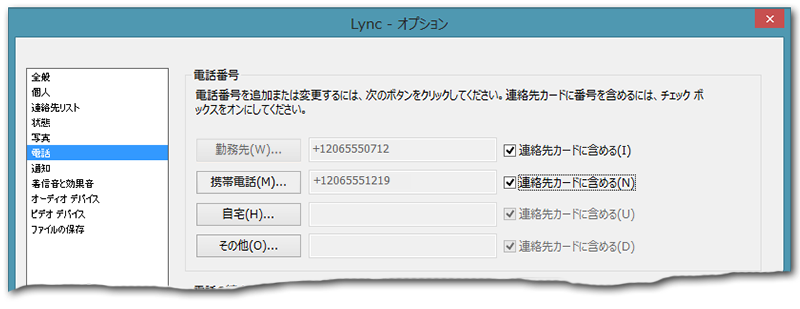 Lync - オプション
全般
個人
連絡先リスト
状態
写真
電話
通知
着信音と効果音
オーディオ デバイス
ビデオ デバイス
ファイルの保存
電話番号
電話番号を追加または変更するには、次のボタンをクリックしてください。連絡先カードに番号を含めるには、チェック ボ
ックスをオンにしてください。
勤務先(W)... +12065550712 連絡先カードに含める(I)
携帯電話(M)... +12065551219 連絡先カードに含める(N)
自宅(H)... 連絡先カードに含める(U)
その他(O)... 連絡先カードに含める(D)